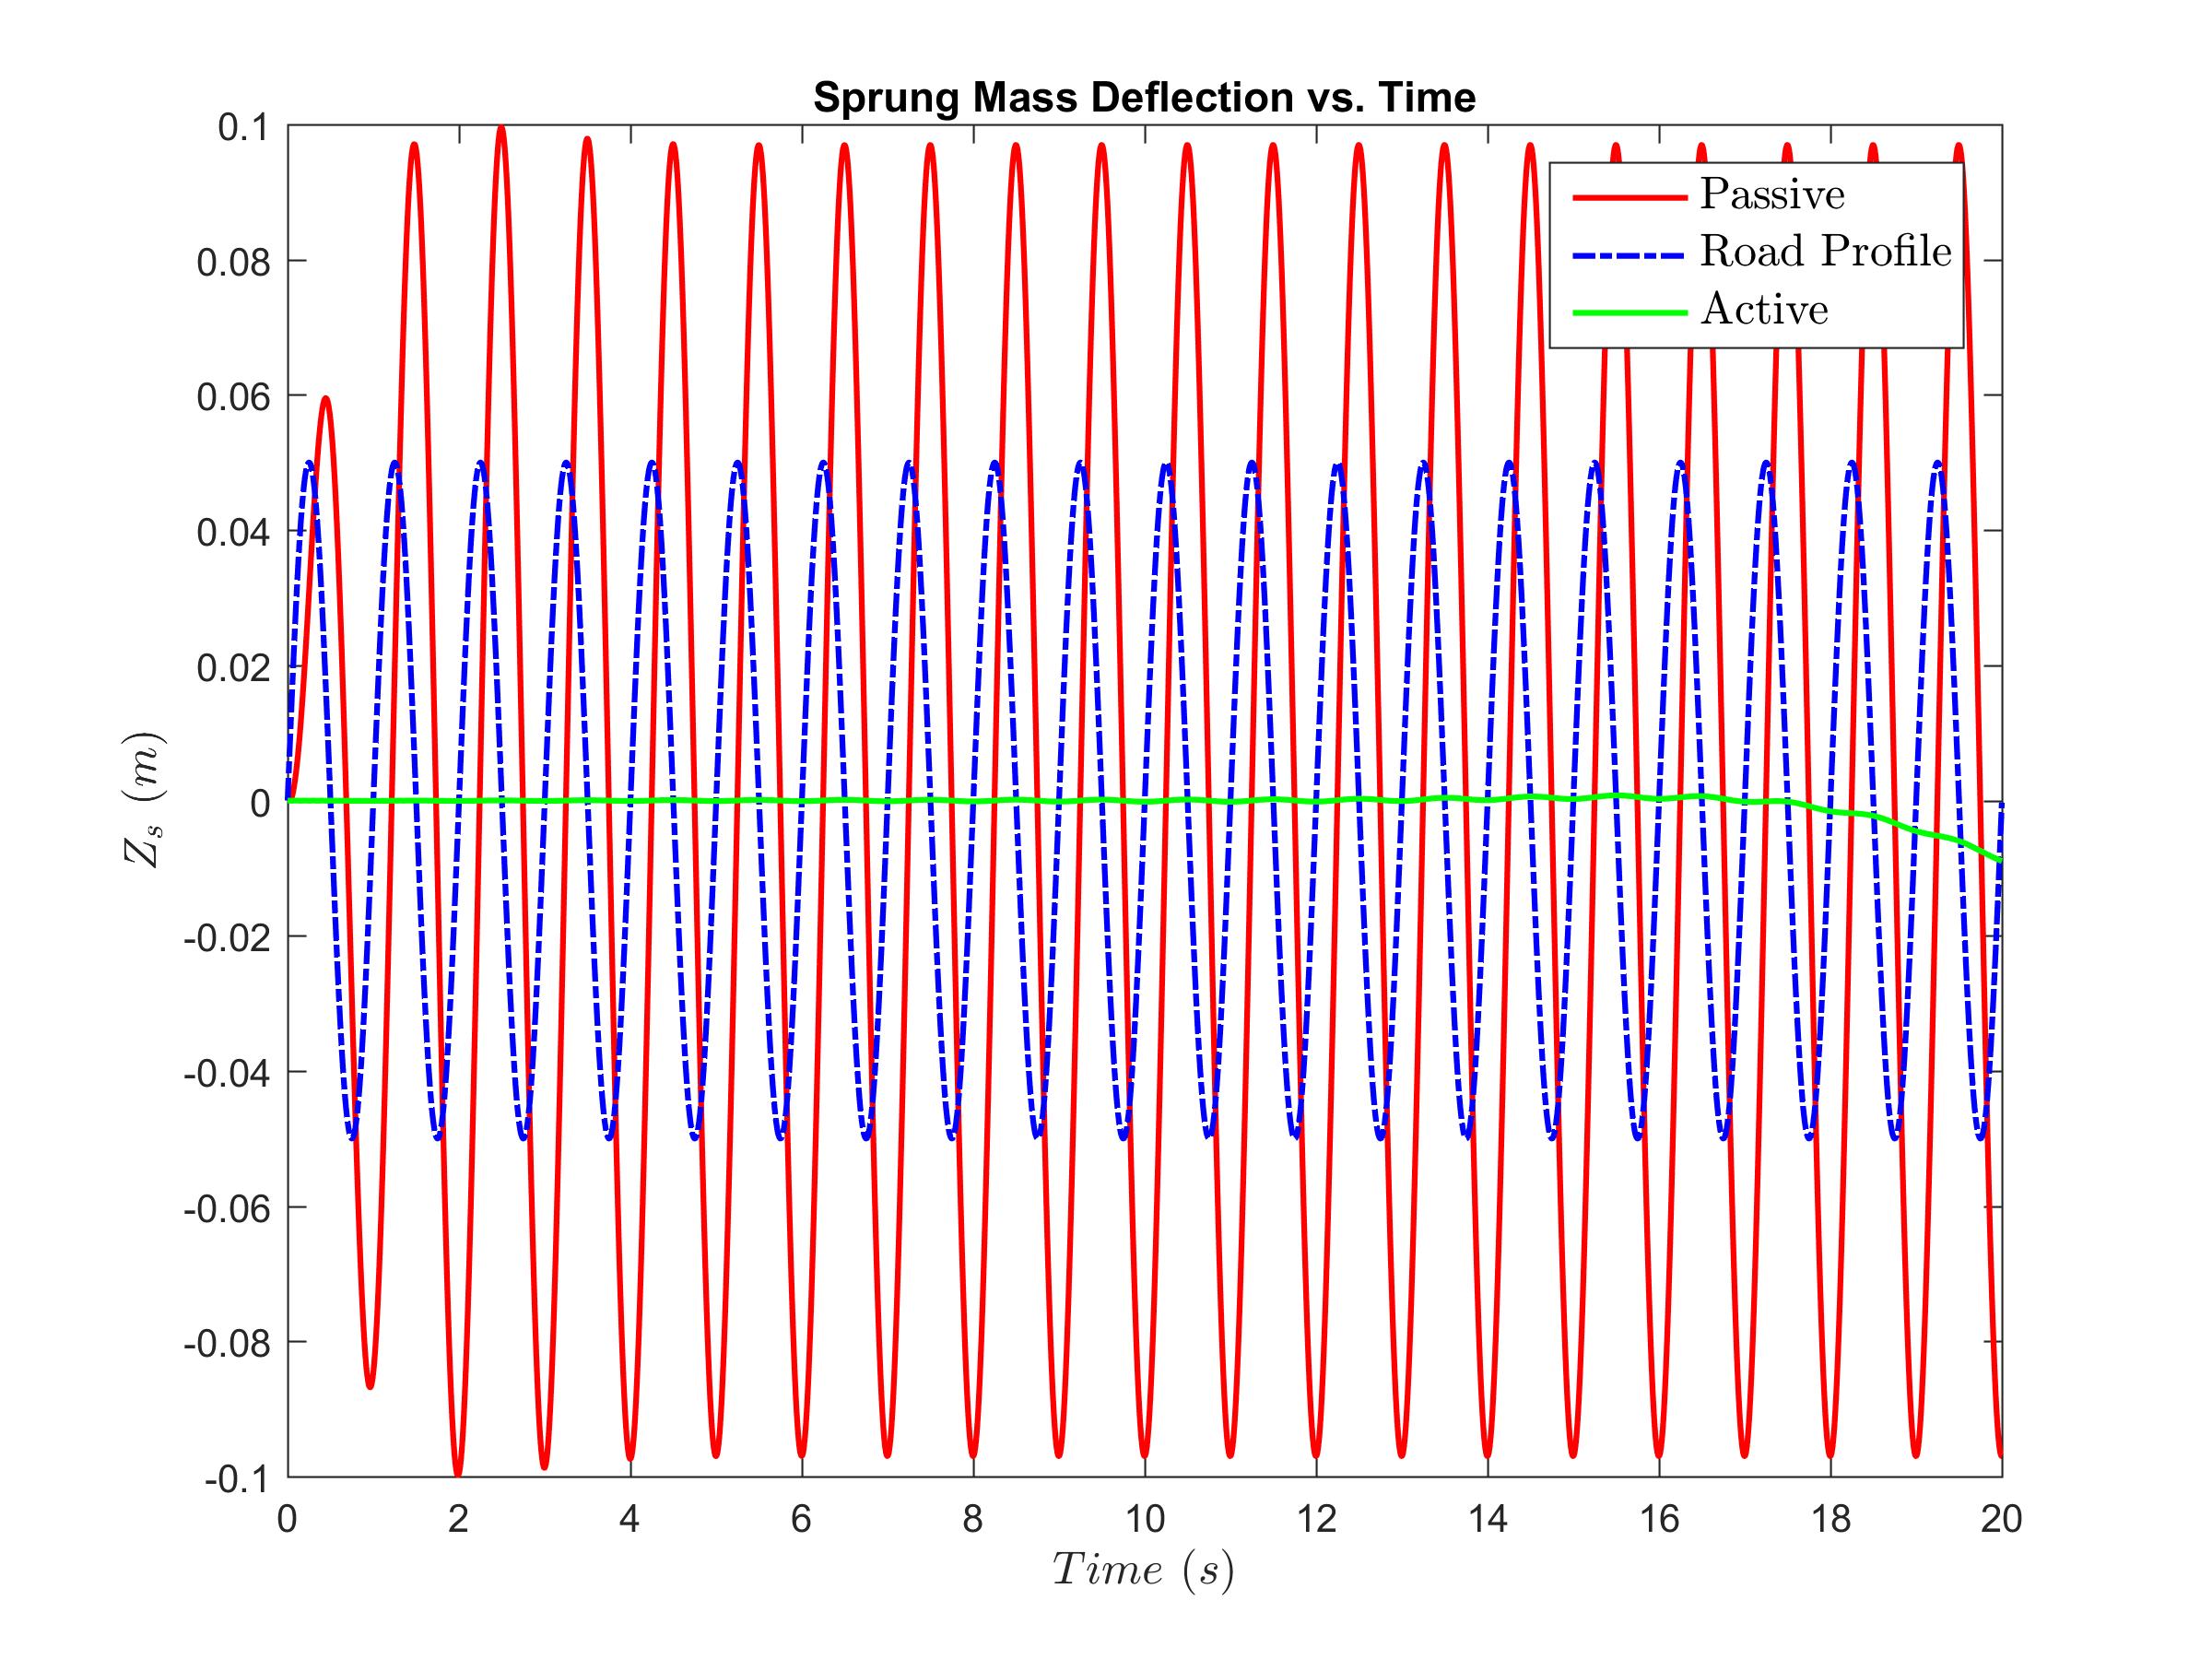 Sprung Mass Deflection vs. Time
0.1
0.08
0.06
0.04
0.02
0
-0.02
-0.04
-0.06
-0.08
-0.1
Z_s (m)
Passive
Road Profile
Active
0 2 4 6 8 10 12 14 16 18 20
Time (s)